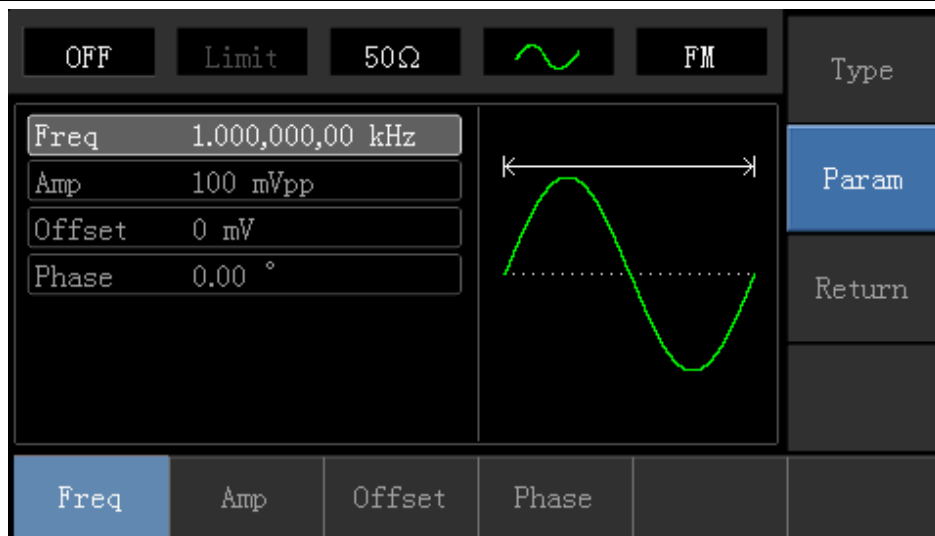 OFF Limit 50Ω FM
Type
Freq 1.000,000,00 kHz
Amp 100 mVpp
Param
Offset 0 mV
Phase 0.00 °
Return
Freq Amp Offset Phase